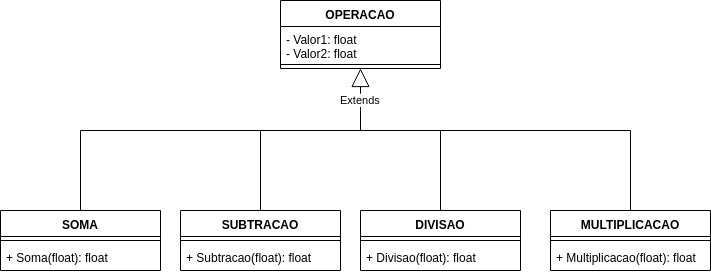 OPERACAO
- Valor1: float
- Valor2: float
Extends
SOMA
+ Soma(float): float
SUBTRACAO
+ Subtracao(float): float
DIVISAO
+ Divisao(float): float
MULTIPLICACAO
+ Multiplicacao(float): float